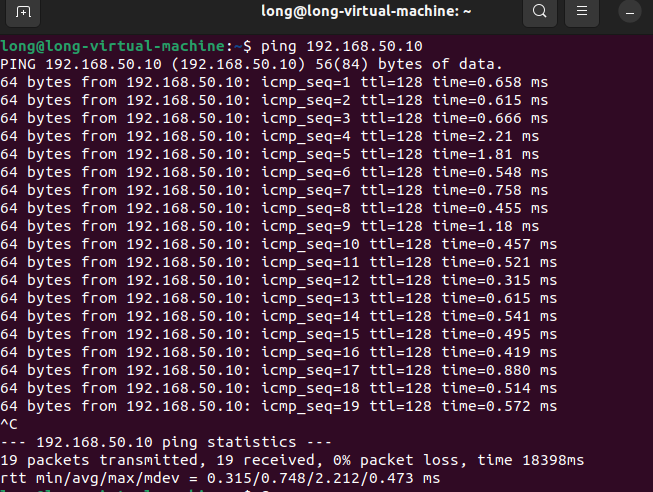 long@long-virtual-machine: ~
long@long-virtual-machine:~$ ping 192.168.50.10
PING 192.168.50.10 (192.168.50.10) 56(84) bytes of data.
64 bytes from 192.168.50.10: icmp_seq=1 ttl=128 time=0.658 ms
64 bytes from 192.168.50.10: icmp_seq=2 ttl=128 time=0.615 ms
64 bytes from 192.168.50.10: icmp_seq=3 ttl=128 time=0.666 ms
64 bytes from 192.168.50.10: icmp_seq=4 ttl=128 time=2.21 ms
64 bytes from 192.168.50.10: icmp_seq=5 ttl=128 time=1.81 ms
64 bytes from 192.168.50.10: icmp_seq=6 ttl=128 time=0.548 ms
64 bytes from 192.168.50.10: icmp_seq=7 ttl=128 time=0.758 ms
64 bytes from 192.168.50.10: icmp_seq=8 ttl=128 time=0.455 ms
64 bytes from 192.168.50.10: icmp_seq=9 ttl=128 time=1.18 ms
64 bytes from 192.168.50.10: icmp_seq=10 ttl=128 time=0.457 ms
64 bytes from 192.168.50.10: icmp_seq=11 ttl=128 time=0.521 ms
64 bytes from 192.168.50.10: icmp_seq=12 ttl=128 time=0.315 ms
64 bytes from 192.168.50.10: icmp_seq=13 ttl=128 time=0.615 ms
64 bytes from 192.168.50.10: icmp_seq=14 ttl=128 time=0.541 ms
64 bytes from 192.168.50.10: icmp_seq=15 ttl=128 time=0.495 ms
64 bytes from 192.168.50.10: icmp_seq=16 ttl=128 time=0.419 ms
64 bytes from 192.168.50.10: icmp_seq=17 ttl=128 time=0.880 ms
64 bytes from 192.168.50.10: icmp_seq=18 ttl=128 time=0.514 ms
64 bytes from 192.168.50.10: icmp_seq=19 ttl=128 time=0.572 ms
^C
--- 192.168.50.10 ping statistics ---
19 packets transmitted, 19 received, 0% packet loss, time 18398ms
rtt min/avg/max/mdev = 0.315/0.748/2.212/0.473 ms